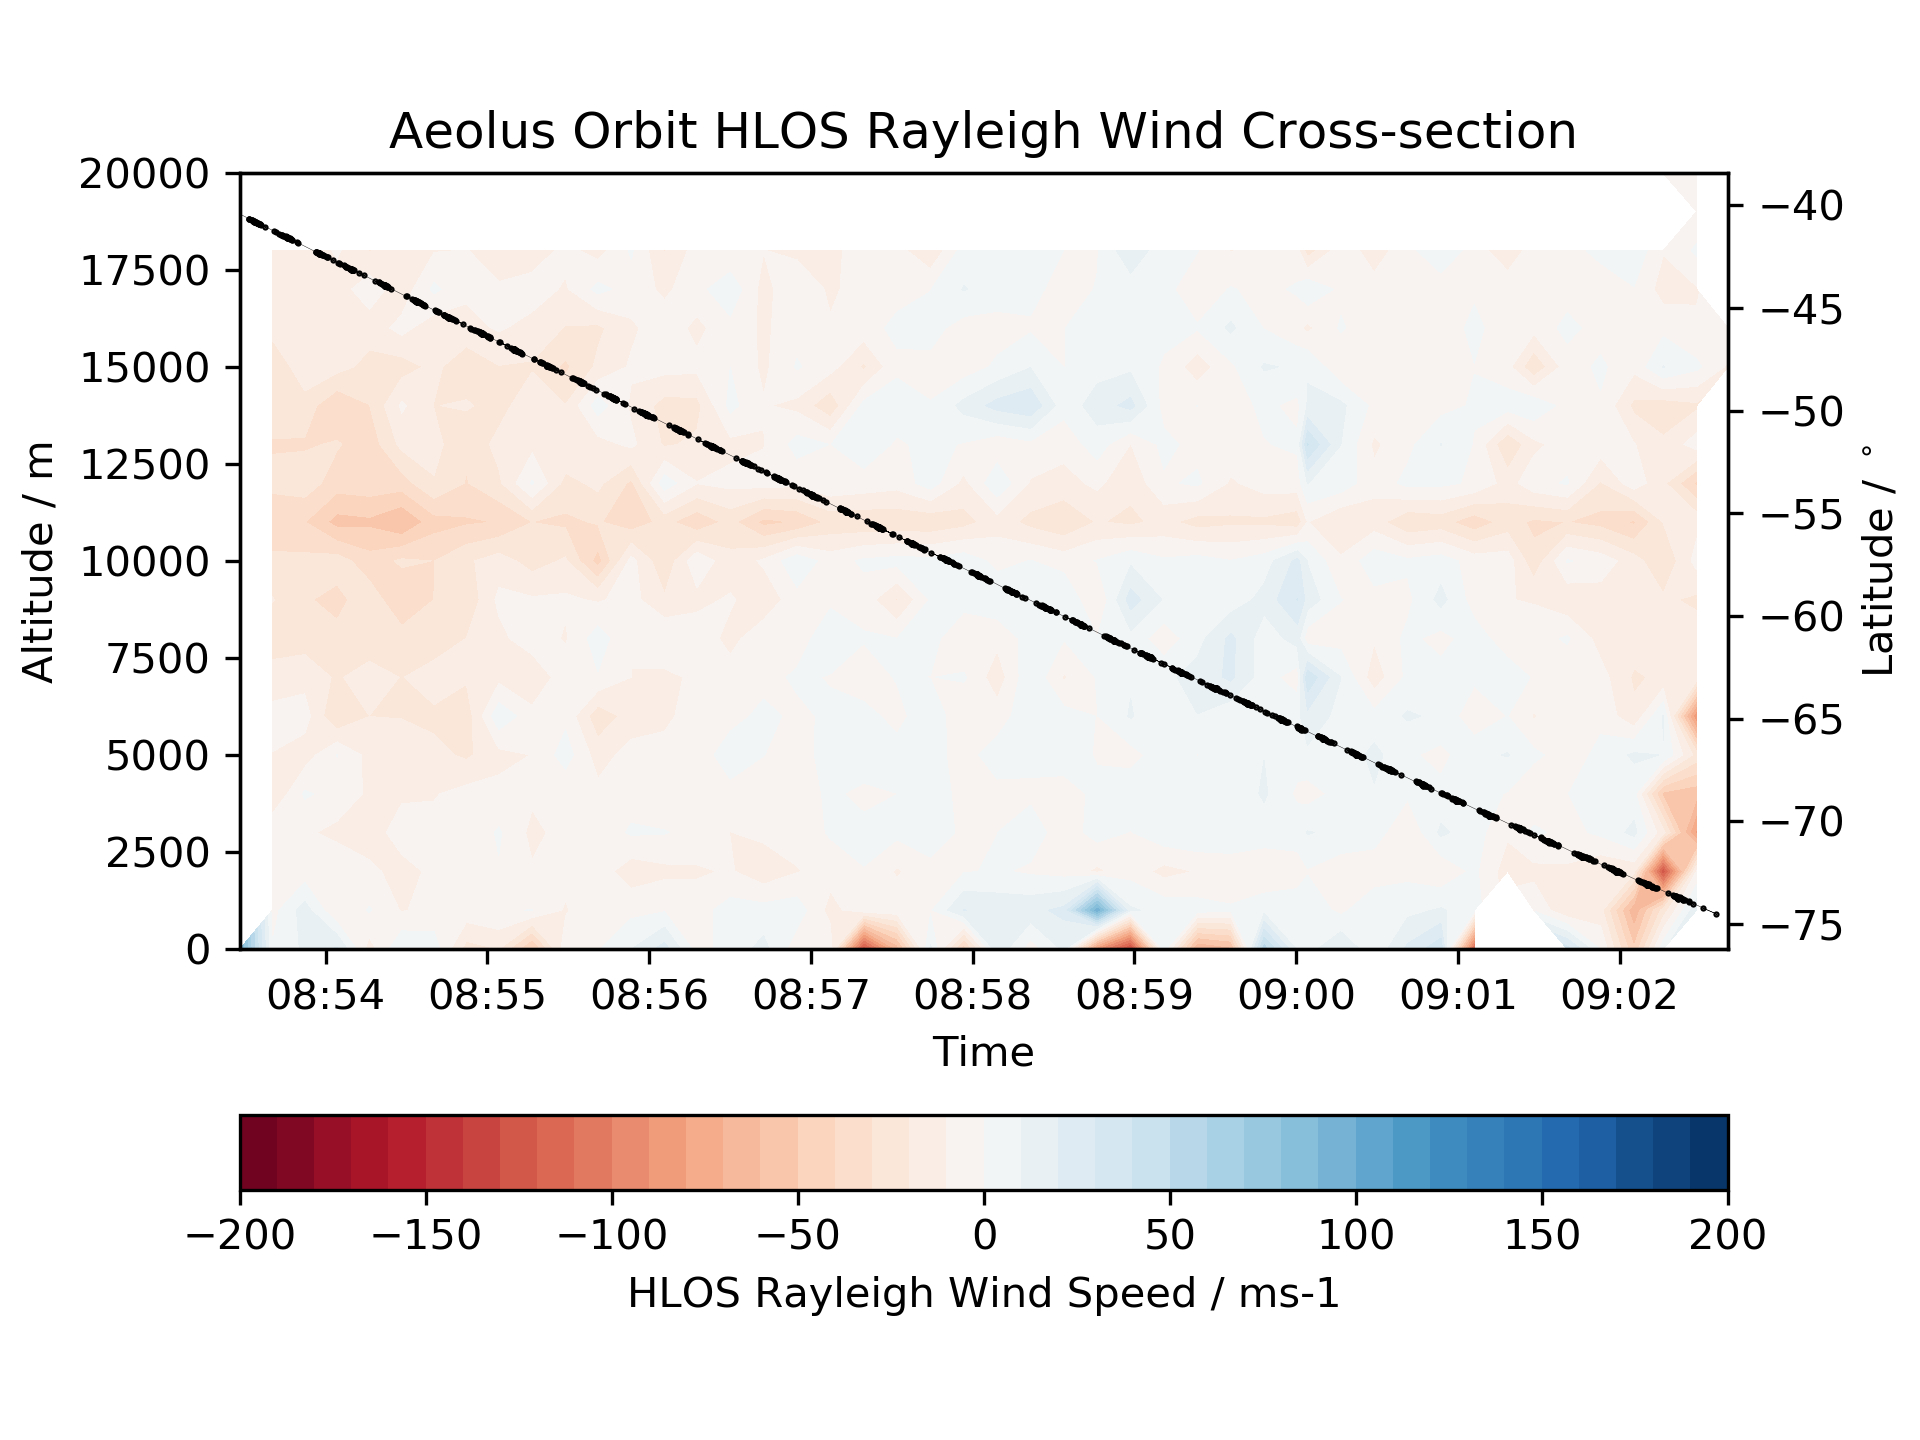 Aeolus Orbit HLOS Rayleigh Wind Cross-section
20000
17500
15000
12500
10000
7500
5000
2500
0
Altitude / m
−40
−45
−50
−55
−60
−65
−70
−75
Latitude / °
08:54 08:55 08:56 08:57 08:58 08:59 09:00 09:01 09:02
Time
−200 −150 −100 −50 0 50 100 150 200
HLOS Rayleigh Wind Speed / ms-1